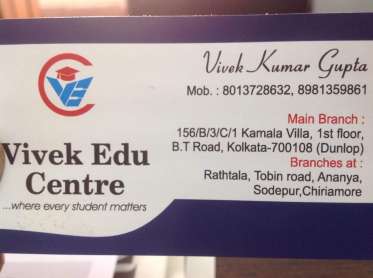 VE
Vivek Edu
Centre
...where every student matters
Vivek Kumar Gupta
Mob. : 8013728632, 8981359861
Main Branch :
156/B/3/C/1 Kamala Villa, 1st floor,
B.T Road, Kolkata-700108 (Dunlop)
Branches at :
Rathtala, Tobin road, Ananya,
Sodepur,Chiriamore